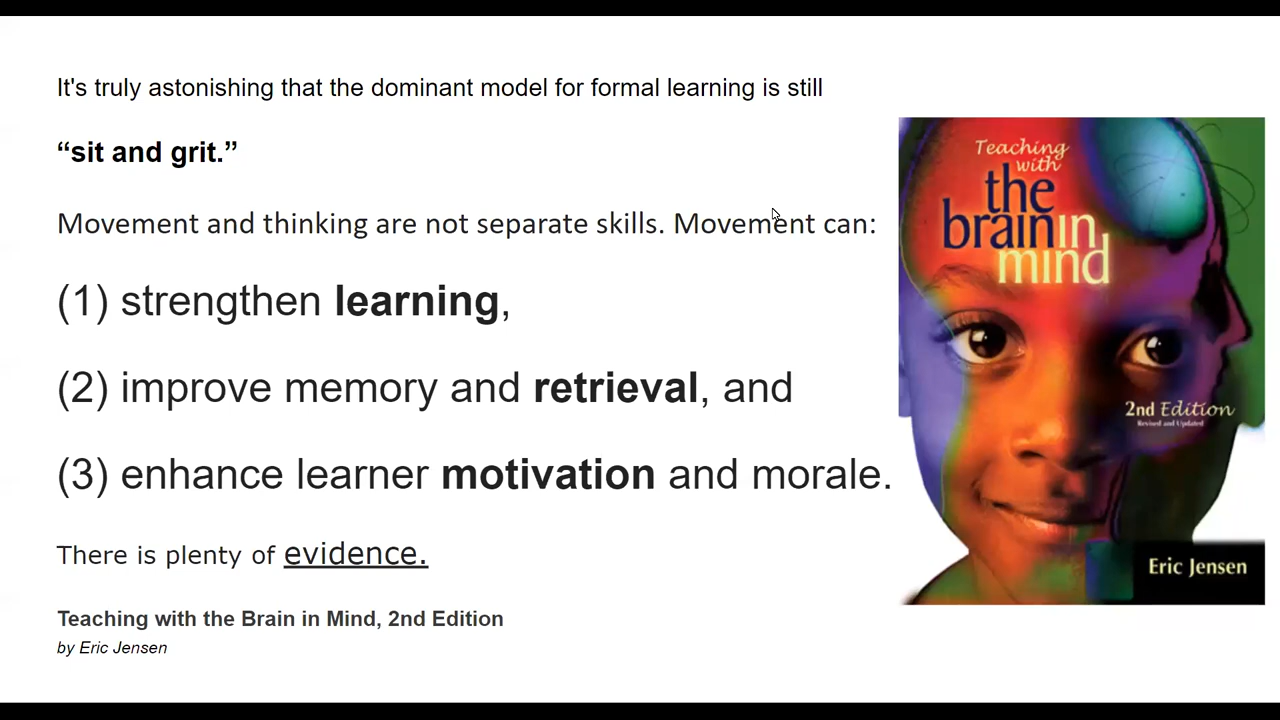 It's truly astonishing that the dominant model for formal learning is still
“sit and grit.”
Movement and thinking are not separate skills. Movement can:
(1) strengthen learning,
(2) improve memory and retrieval, and
(3) enhance learner motivation and morale.
There is plenty of evidence.
Teaching with the Brain in Mind, 2nd Edition
by Eric Jensen
Teaching
with
the
brain in
mind
2nd Edition
Revised and Updated
Eric Jensen